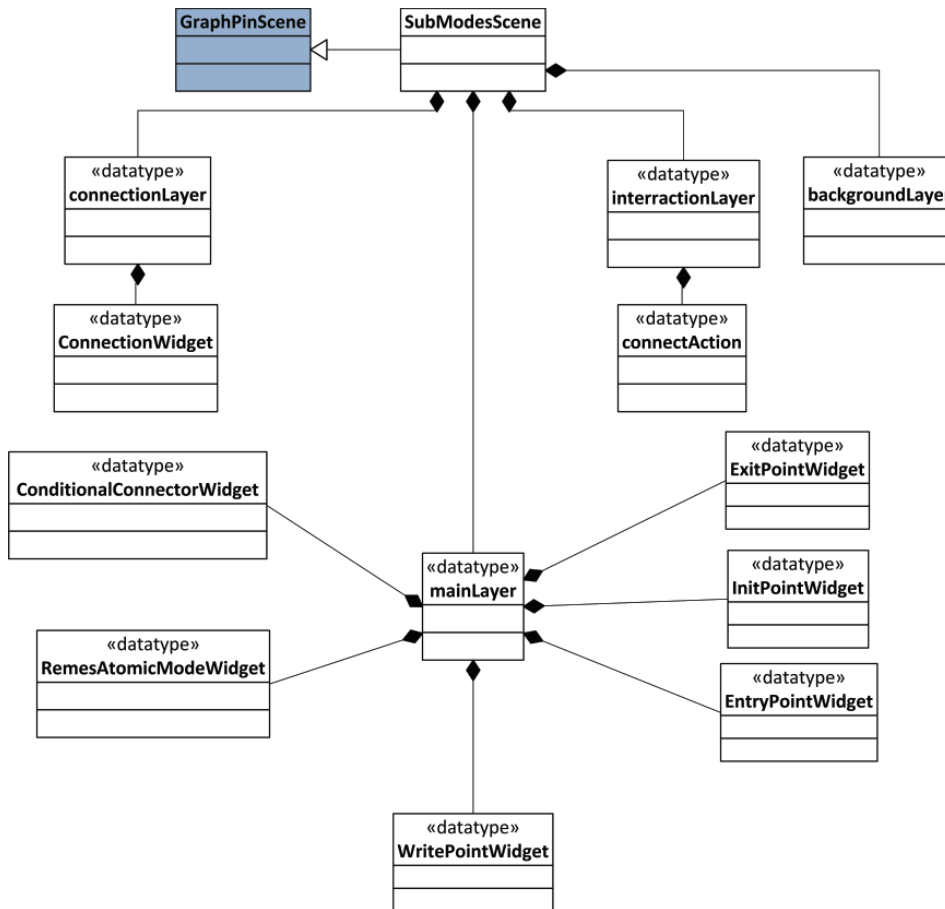 GraphPinScene
SubModesScene
«datatype»
connectionLayer
«datatype»
interractionLayer
«datatype»
backgroundLayer
«datatype»
ConnectionWidget
«datatype»
connectAction
«datatype»
ConditionalConnectorWidget
«datatype»
ExitPointWidget
«datatype»
mainLayer
«datatype»
InitPointWidget
«datatype»
RemesAtomicModeWidget
«datatype»
EntryPointWidget
«datatype»
WritePointWidget